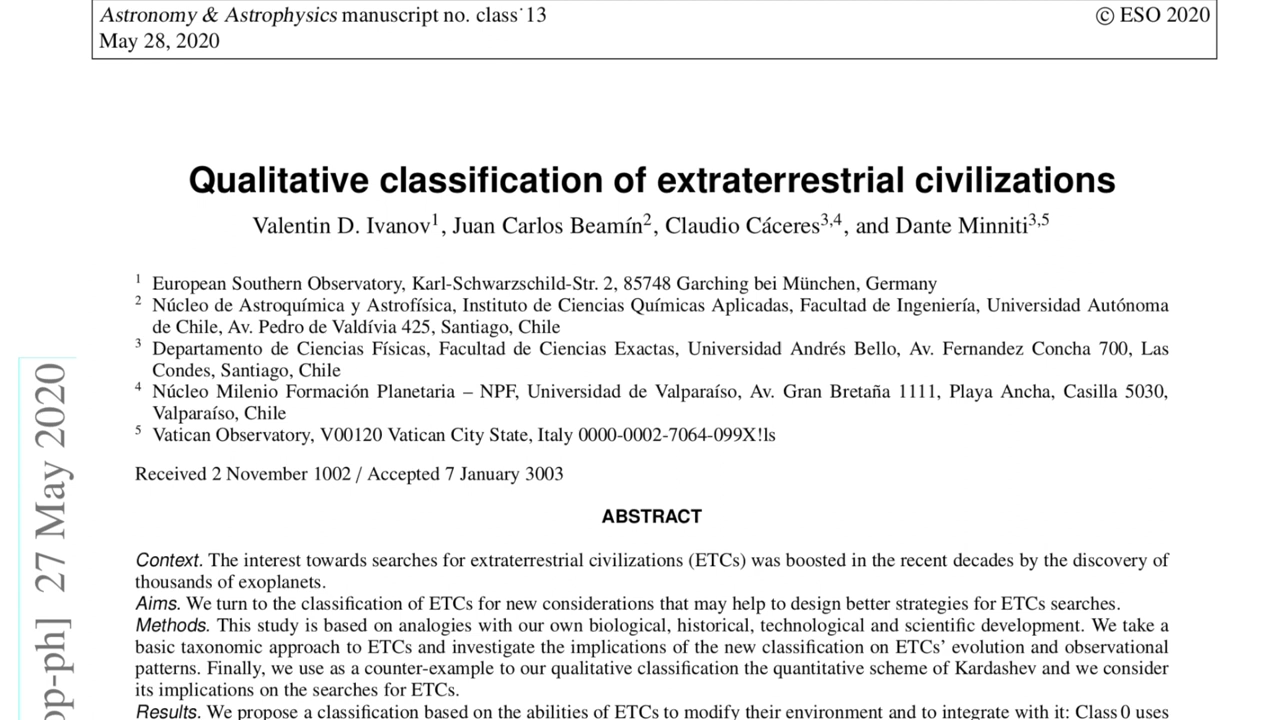 Astronomy & Astrophysics manuscript no. class˙13
© ESO 2020
May 28, 2020
Qualitative classification of extraterrestrial civilizations
Valentin D. Ivanov1, Juan Carlos Beamín2, Claudio Cáceres3,4, and Dante Minniti3,5
1 European Southern Observatory, Karl-Schwarzschild-Str. 2, 85748 Garching bei München, Germany
2 Núcleo de Astroquímica y Astrofísica, Instituto de Ciencias Químicas Aplicadas, Facultad de Ingeniería, Universidad Autónoma
de Chile, Av. Pedro de Valdívia 425, Santiago, Chile
3 Departamento de Ciencias Físicas, Facultad de Ciencias Exactas, Universidad Andrés Bello, Av. Fernandez Concha 700, Las
Condes, Santiago, Chile
4 Núcleo Milenio Formación Planetaria – NPF, Universidad de Valparaíso, Av. Gran Bretaña 1111, Playa Ancha, Casilla 5030,
Valparaíso, Chile
5 Vatican Observatory, V00120 Vatican City State, Italy 0000-0002-7064-099X!ls
Received 2 November 1002 / Accepted 7 January 3003
ABSTRACT
Context. The interest towards searches for extraterrestrial civilizations (ETCs) was boosted in the recent decades by the discovery of
thousands of exoplanets.
Aims. We turn to the classification of ETCs for new considerations that may help to design better strategies for ETCs searches.
Methods. This study is based on analogies with our own biological, historical, technological and scientific development. We take a
basic taxonomic approach to ETCs and investigate the implications of the new classification on ETCs' evolution and observational
patterns. Finally, we use as a counter-example to our qualitative classification the quantitative scheme of Kardashev and we consider
its implications on the searches for ETCs.
Results. We propose a classification based on the abilities of ETCs to modify their environment and to integrate with it: Class 0 uses
op-ph] 27 May 2020